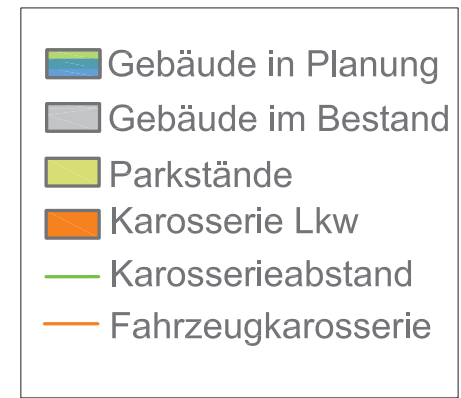 Gebäude in Planung
Gebäude im Bestand
Parkstände
Karosserie Lkw
Karosserieabstand
Fahrzeugkarosserie